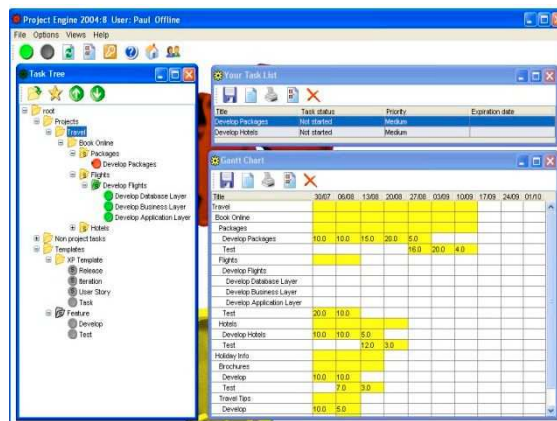 Project Engine 2004:8 User: Paul Offline
File Options Views Help
Task Tree
root
Projects
Travel
Book Online
Packages
Develop Packages
Flights
Develop Flights
Develop Database Layer
Develop Business Layer
Develop Application Layer
Hotels
Non project tasks
Templates
XP Template
Release
Iteration
User Story
Task
Feature
Develop
Test
Your Task List
Title Task status Priority Expiration date
Develop Packages Not started Medium
Develop Hotels Not started Medium
Gantt Chart
Title 30/07 06/08 13/08 20/08 27/08 03/09 10/09 17/09 24/09 01/10
Travel
Book Online
Packages
Develop Packages 10.0 10.0 15.0 20.0 5.0
Test 16.0 20.0 4.0
Flights
Develop Flights
Develop Database Layer
Develop Business Layer
Develop Application Layer
Test 20.0 10.0
Hotels
Develop Hotels 10.0 10.0 5.0
Test 12.0 3.0
Holiday Info
Brochures
Develop 10.0 10.0
Test 7.0 3.0
Travel Tips
Develop 10.0 5.0